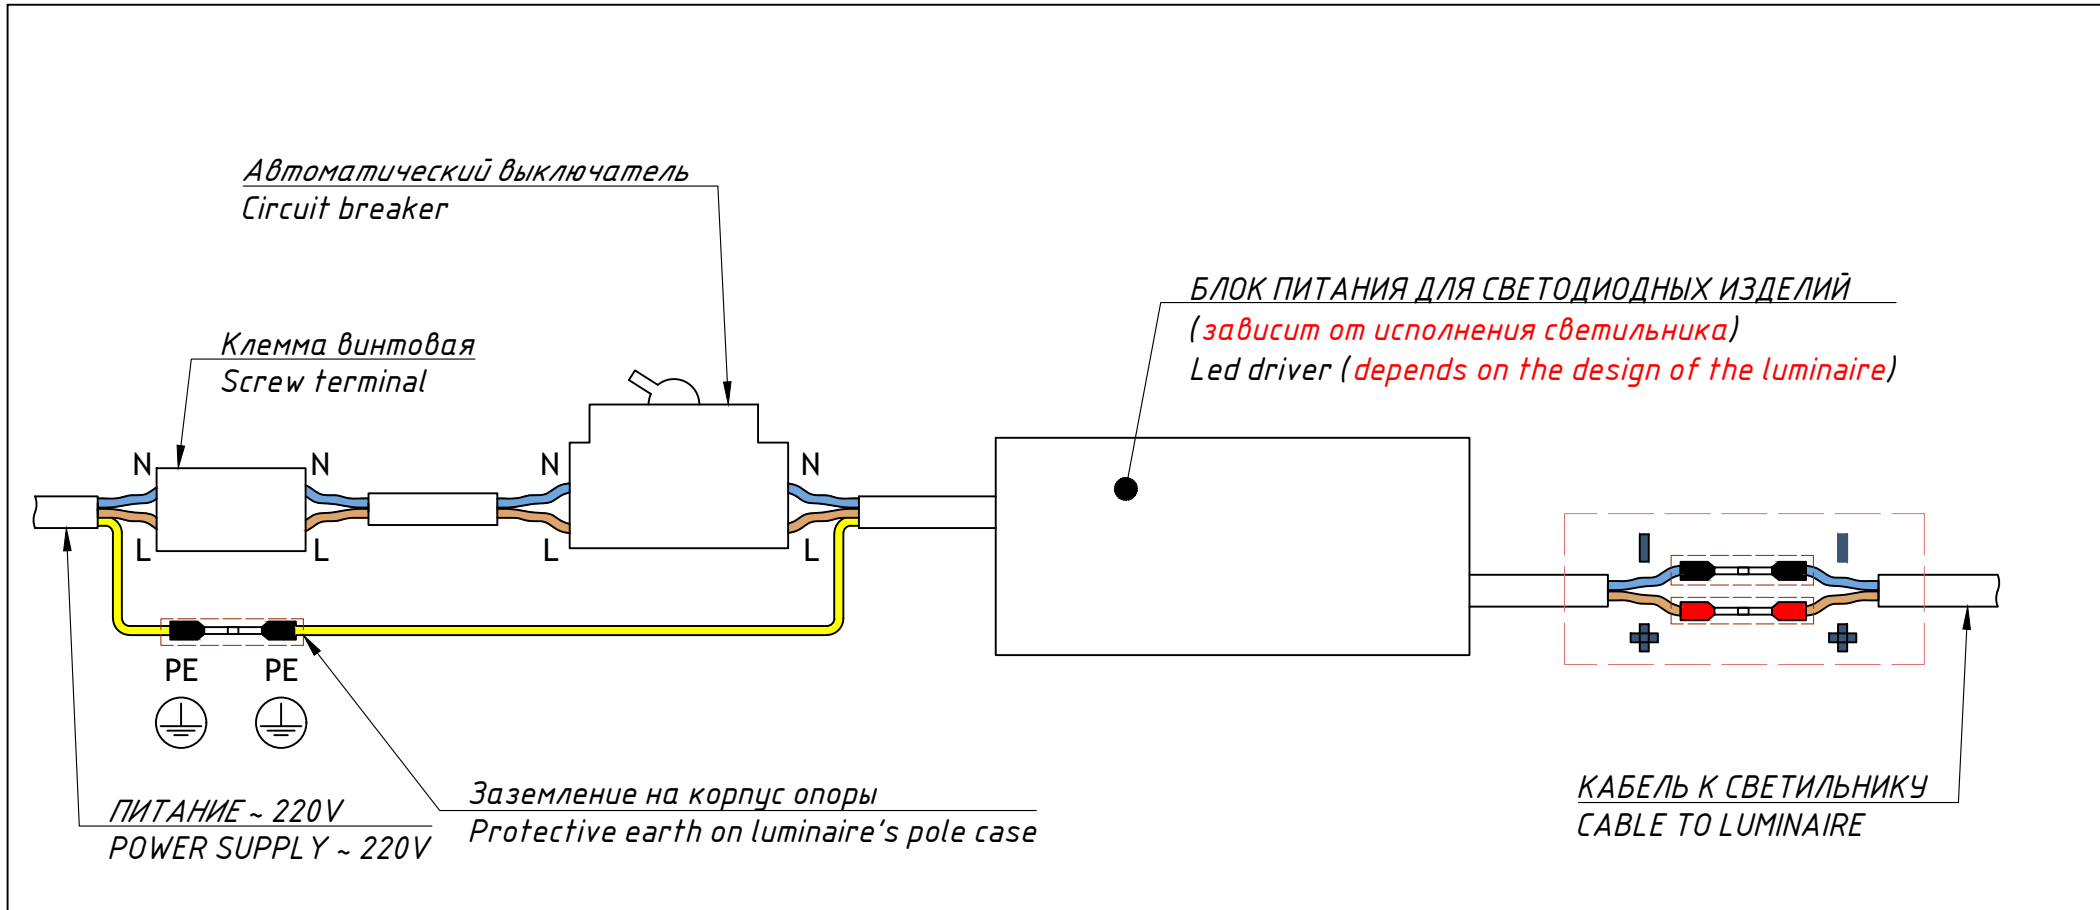 Автоматический выключатель
Circuit breaker
БЛОК ПИТАНИЯ ДЛЯ СВЕТОДИОДНЫХ ИЗДЕЛИЙ
(зависит от исполнения светильника)
Led driver (depends on the design of the luminaire)
Клемма винтовая
Screw terminal
N
N
N
N
L
L
L
L
PE
PE
Заземление на корпус опоры
Protective earth on luminaire's pole case
ПИТАНИЕ ~ 220V
POWER SUPPLY ~ 220V
КАБЕЛЬ К СВЕТИЛЬНИКУ
CABLE TO LUMINAIRE